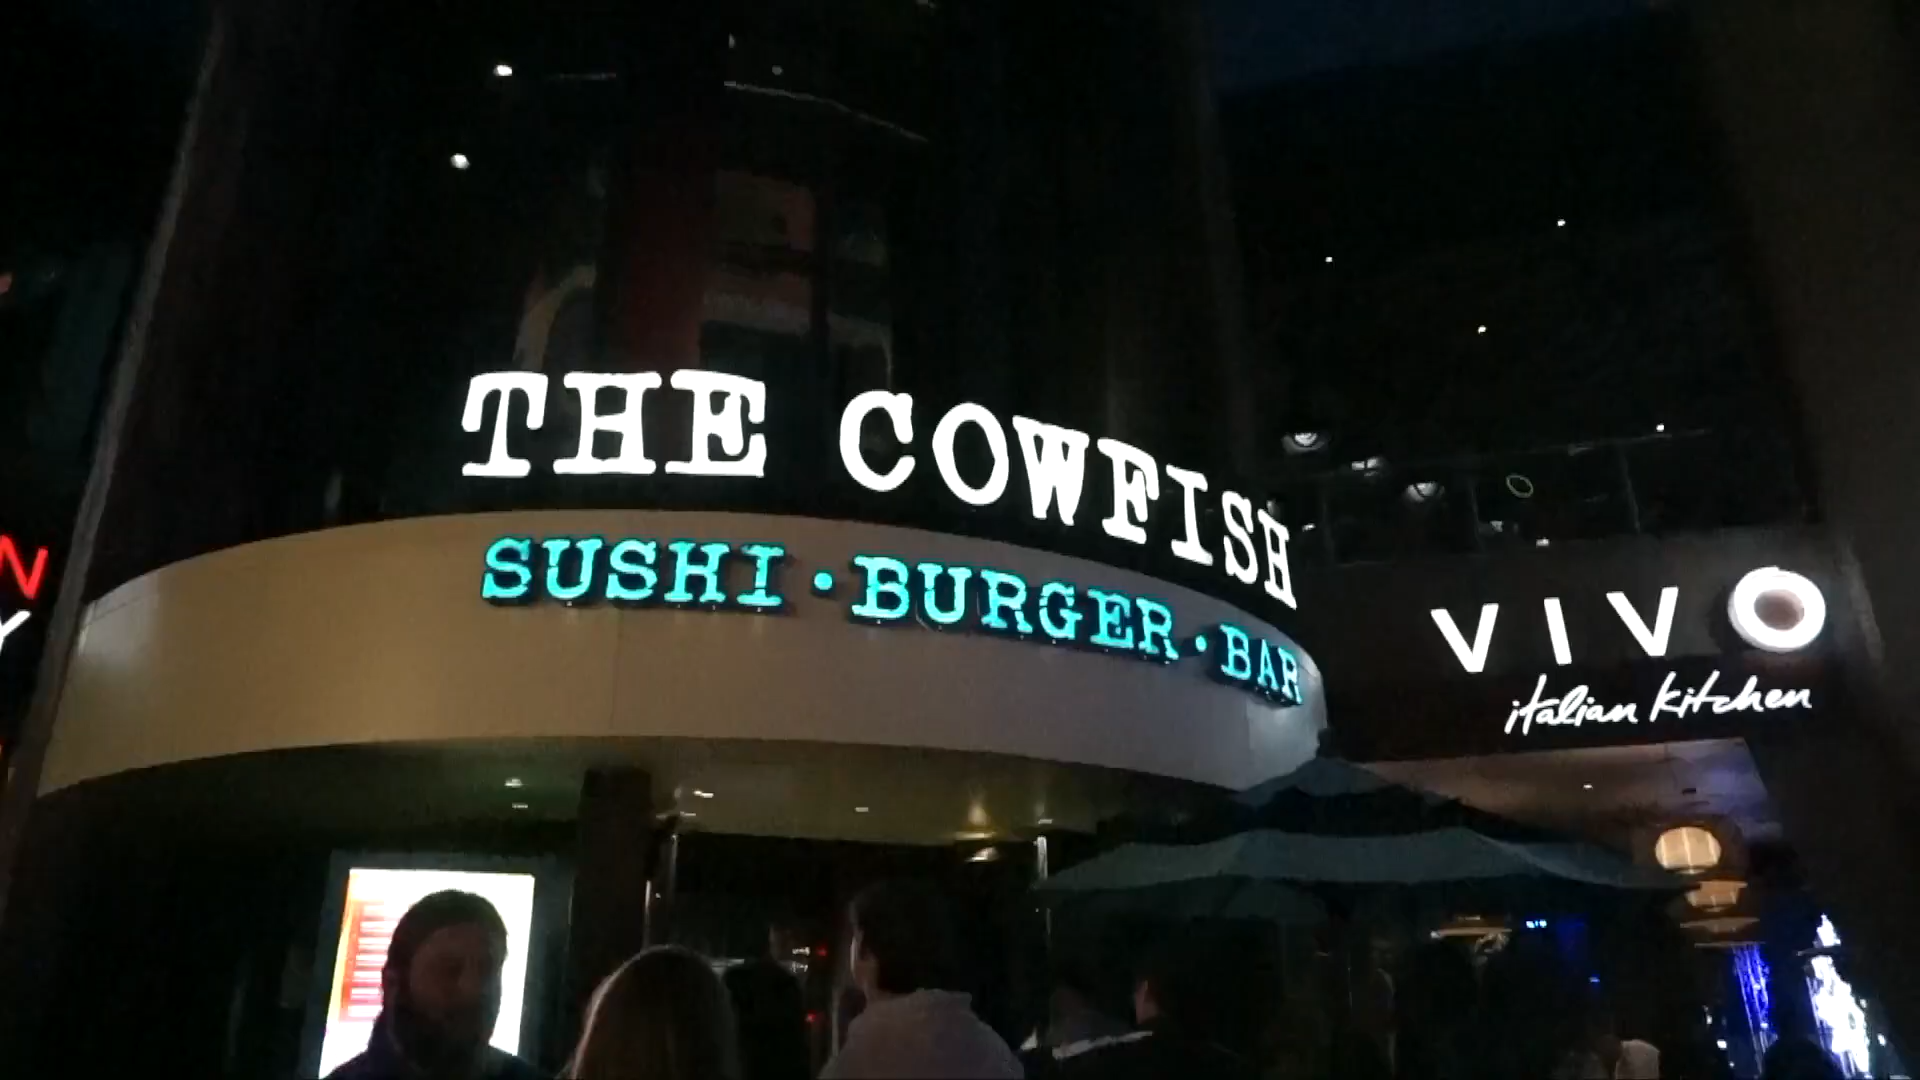 THE COWFISH
SUSHI · BURGER · BAR
VIVO
italian kitchen
N
Y